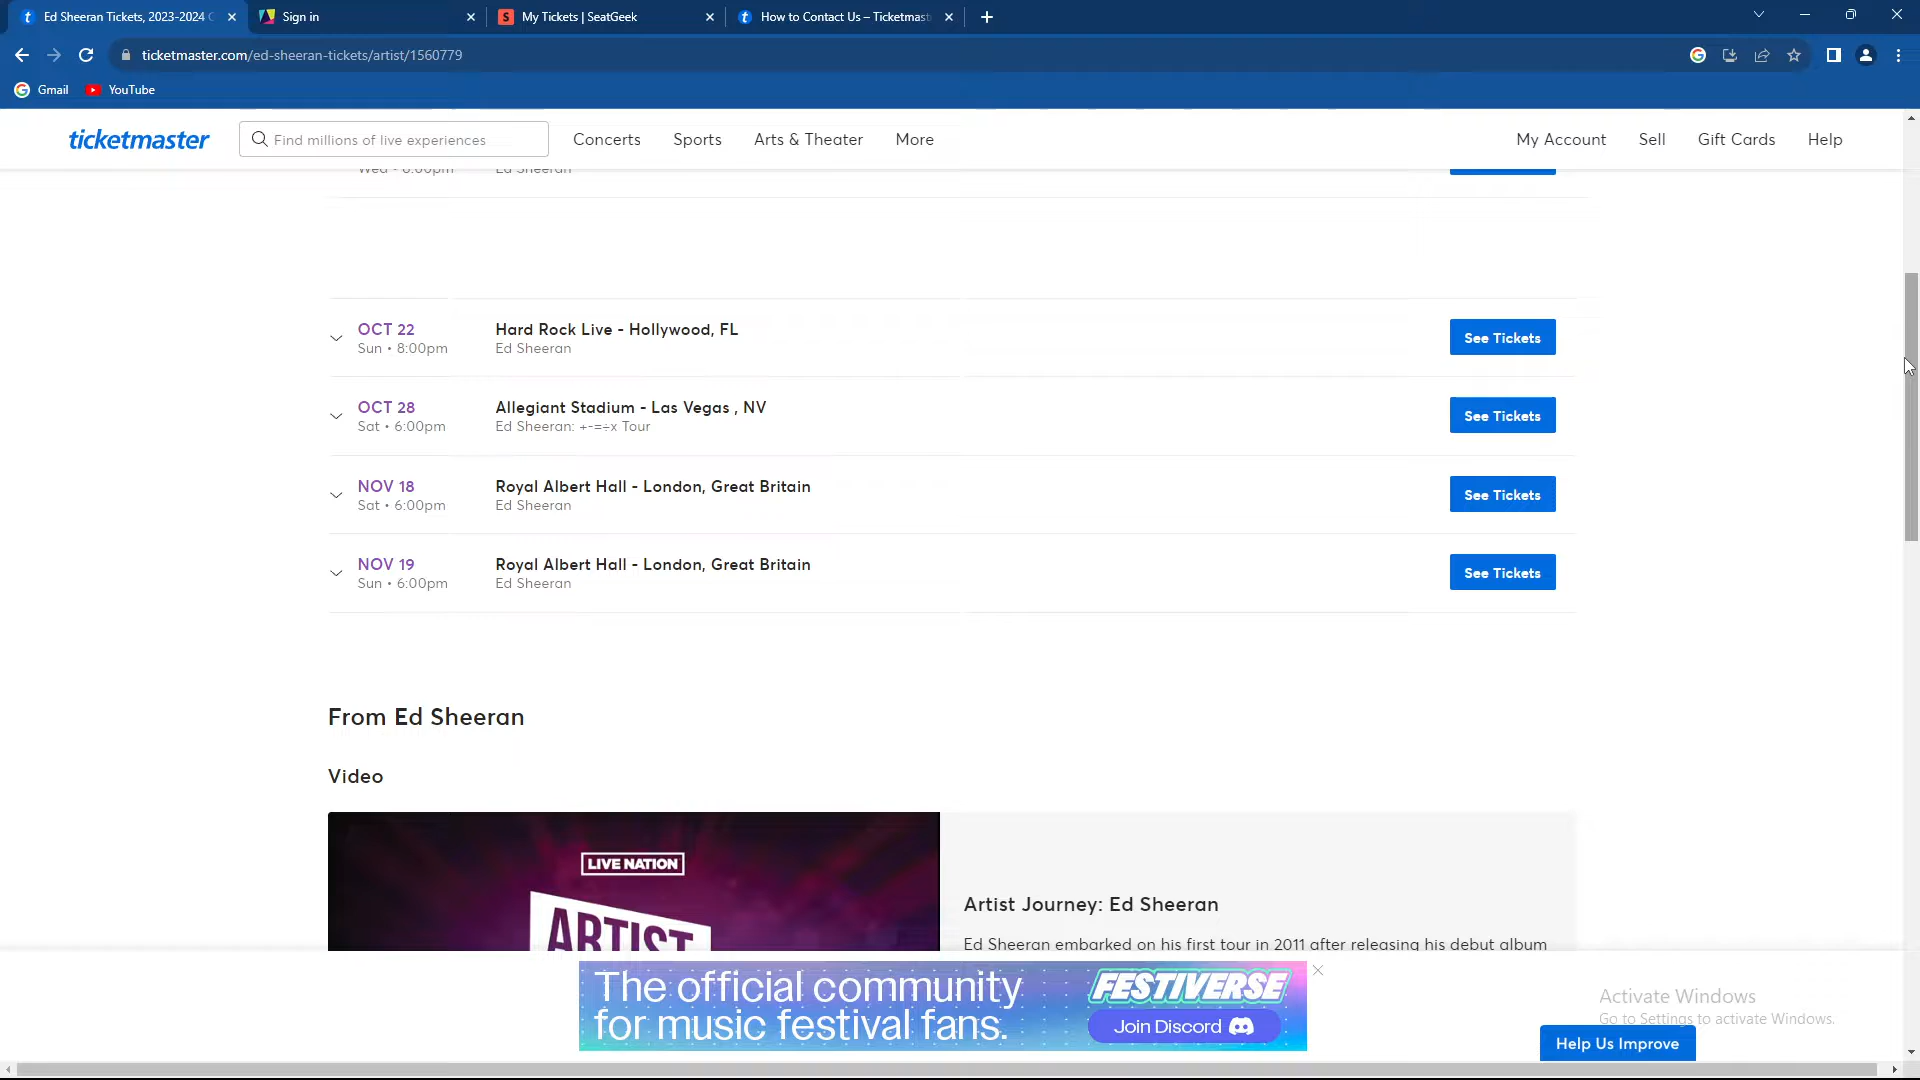 Ed Sheeran Tickets, 2023-2024 C
Sign in
My Tickets | SeatGeek
How to Contact Us – Ticketmast
ticketmaster.com/ed-sheeran-tickets/artist/1560779
Gmail
YouTube
ticketmaster
Find millions of live experiences
Concerts
Sports
Arts & Theater
More
My Account
Sell
Gift Cards
Help
Wed • 6:00pm
Ed Sheeran
OCT 22
Sun • 8:00pm
Hard Rock Live - Hollywood, FL
Ed Sheeran
See Tickets
OCT 28
Sat • 6:00pm
Allegiant Stadium - Las Vegas , NV
Ed Sheeran: +-=÷x Tour
See Tickets
NOV 18
Sat • 6:00pm
Royal Albert Hall - London, Great Britain
Ed Sheeran
See Tickets
NOV 19
Sun • 6:00pm
Royal Albert Hall - London, Great Britain
Ed Sheeran
See Tickets
From Ed Sheeran
Video
LIVE NATION
ARTIST
Artist Journey: Ed Sheeran
Ed Sheeran embarked on his first tour in 2011 after releasing his debut album
The official community
for music festival fans.
FESTIVERSE
Join Discord
Activate Windows
Go to Settings to activate Windows.
Help Us Improve